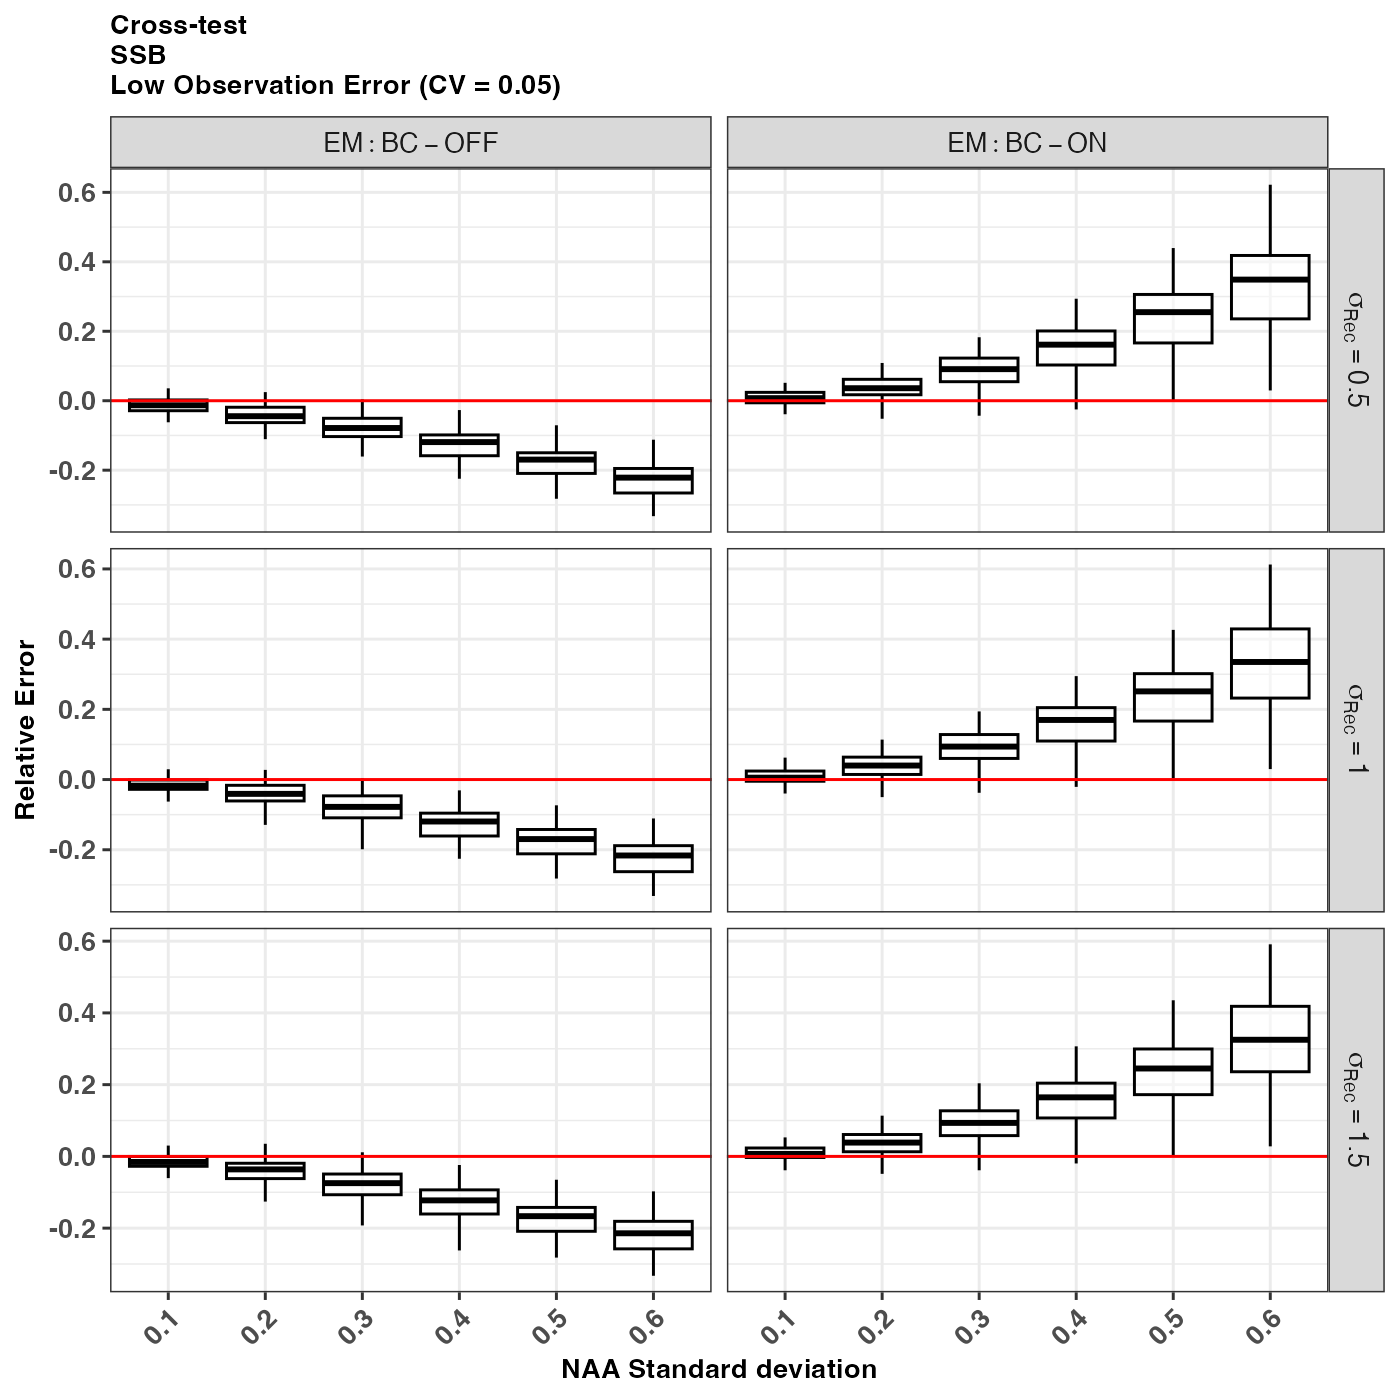 Cross-test
SSB
Low Observation Error (CV = 0.05)
EM : BC – OFF
EM : BC – ON
0.6
0.4
0.2
0.0
-0.2
σRec = 0.5
0.6
0.4
0.2
0.0
-0.2
σRec = 1
0.6
0.4
0.2
0.0
-0.2
σRec = 1.5
Relative Error
0.1 0.2 0.3 0.4 0.5 0.6
0.1 0.2 0.3 0.4 0.5 0.6
NAA Standard deviation